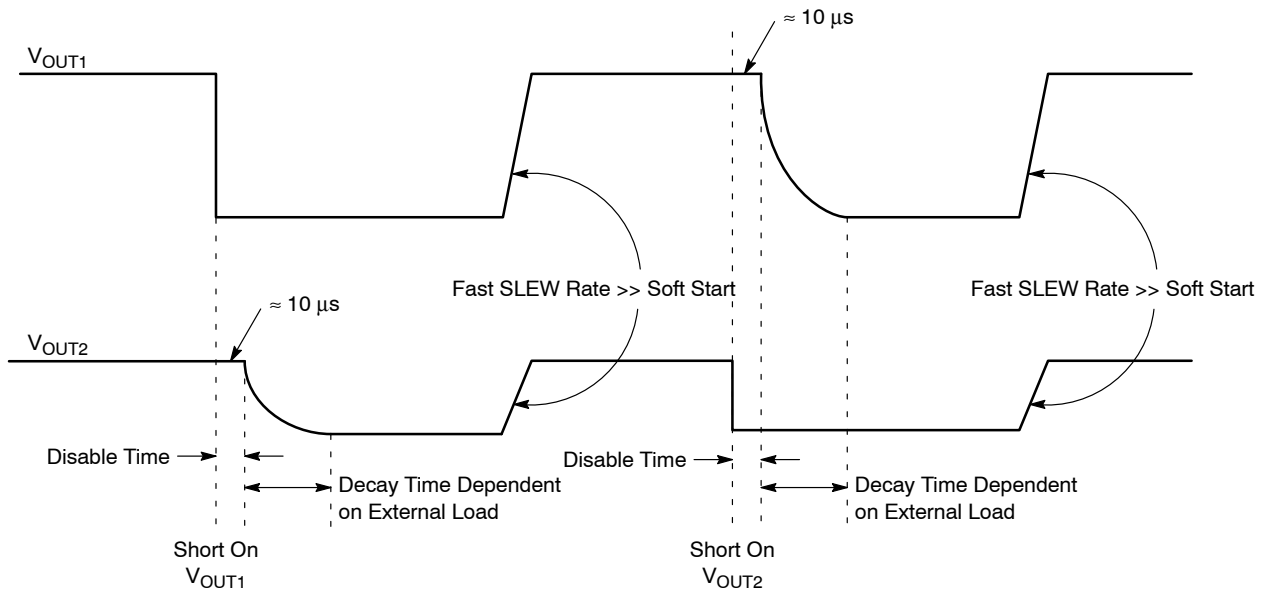 ≈ 10 μs
VOUT1
Fast SLEW Rate >> Soft Start
Fast SLEW Rate >> Soft Start
≈ 10 μs
VOUT2
Disable Time
Disable Time
Decay Time Dependent
on External Load
Decay Time Dependent
on External Load
Short On
VOUT1
Short On
VOUT2